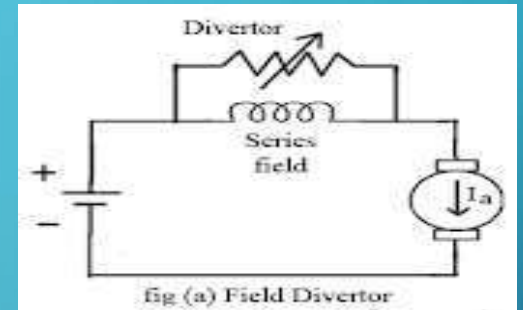 Divertor
Series
field
+
−
Ia
fig (a) Field Divertor